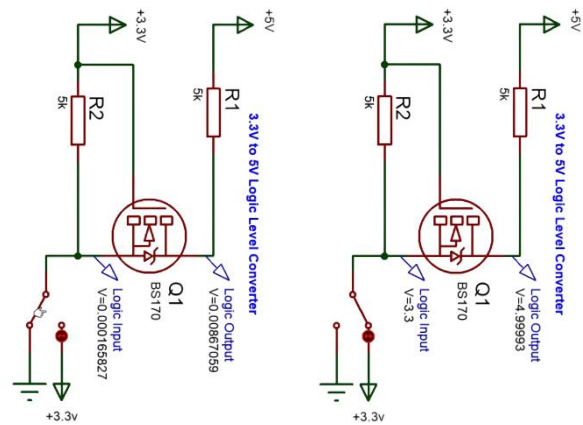 +3.3V
+5V
R2
5k
R1
5k
3.3V to 5V Logic Level Converter
Q1
BS170
Logic Input
V=0.000165827
Logic Output
V=0.00867059
+3.3v
+3.3V
+5V
R2
5k
R1
5k
3.3V to 5V Logic Level Converter
Q1
BS170
Logic Input
V=3.3
Logic Output
V=4.99993
+3.3v